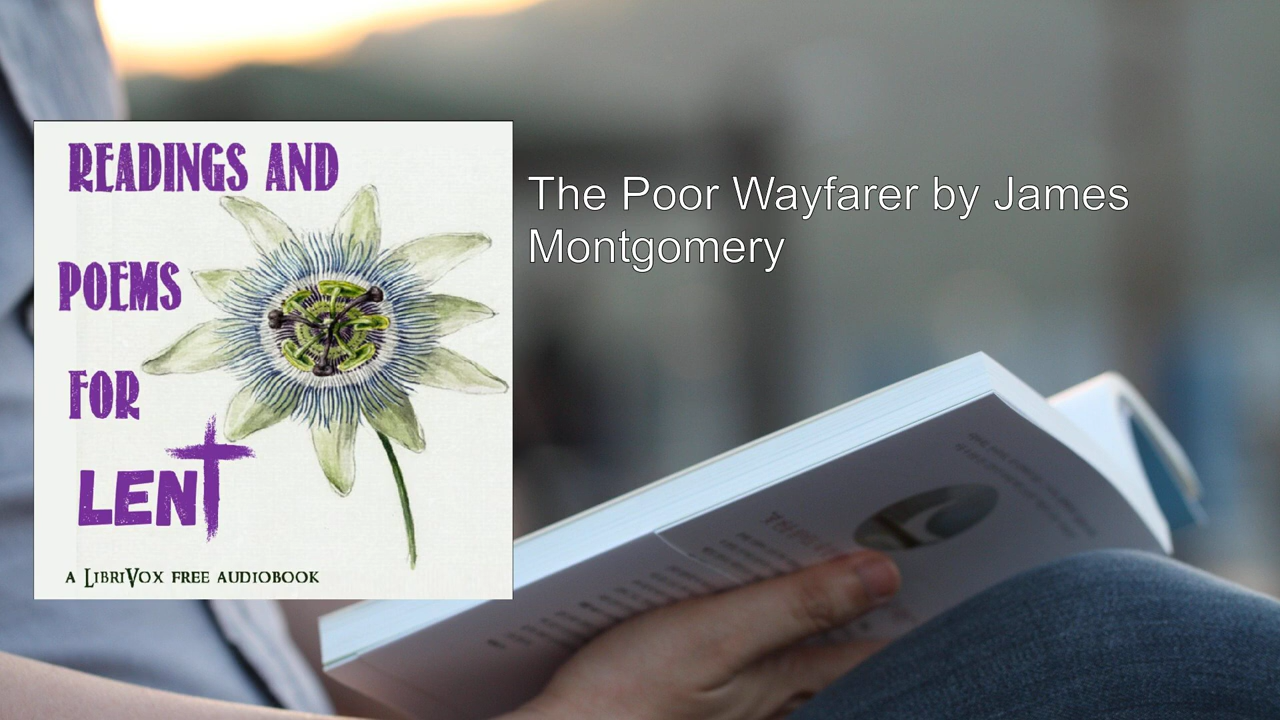 READINGS AND
POEMS
FOR
LENT
A LIBRIVOX FREE AUDIOBOOK
The Poor Wayfarer by James
Montgomery